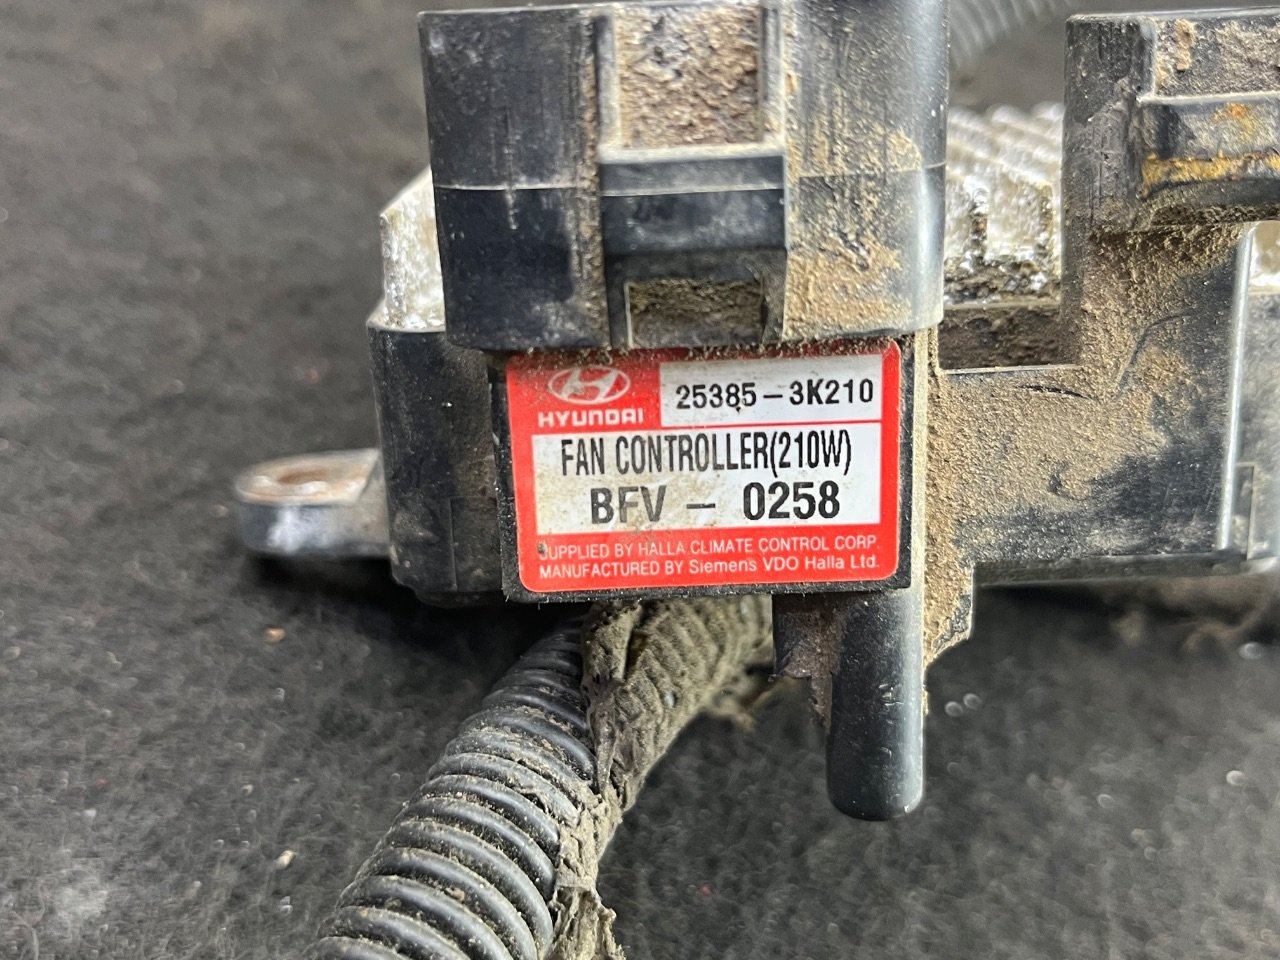 HYUNDAI
25385-3K210
FAN CONTROLLER(210W)
BFV - 0258
SUPPLIED BY HALLA CLIMATE CONTROL CORP.
MANUFACTURED BY Siemens VDO Halla Ltd.